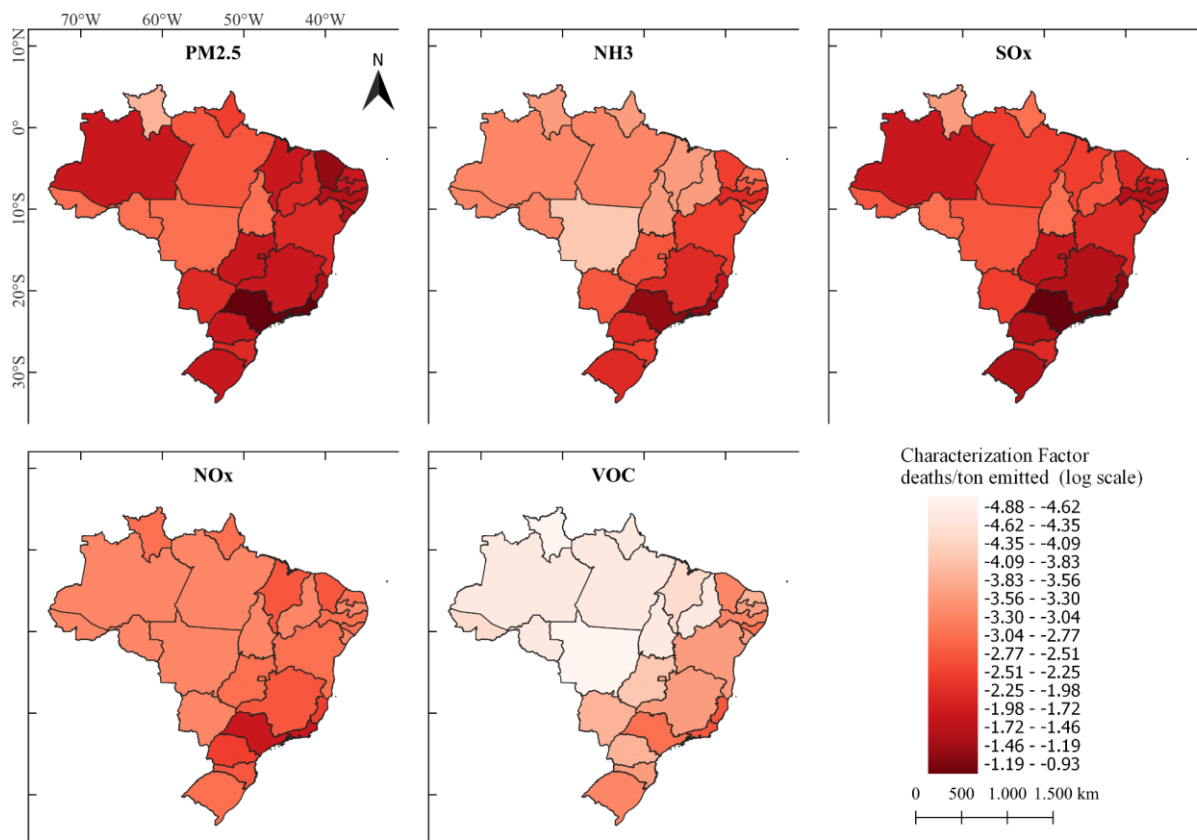 70°W 60°W 50°W 40°W
10°N
0°
10°S
20°S
30°S
PM2.5
N
NH3
SOx
NOx
VOC
Characterization Factor
deaths/ton emitted (log scale)
-4.88 - -4.62
-4.62 - -4.35
-4.35 - -4.09
-4.09 - -3.83
-3.83 - -3.56
-3.56 - -3.30
-3.30 - -3.04
-3.04 - -2.77
-2.77 - -2.51
-2.51 - -2.25
-2.25 - -1.98
-1.98 - -1.72
-1.72 - -1.46
-1.46 - -1.19
-1.19 - -0.93
0 500 1.000 1.500 km